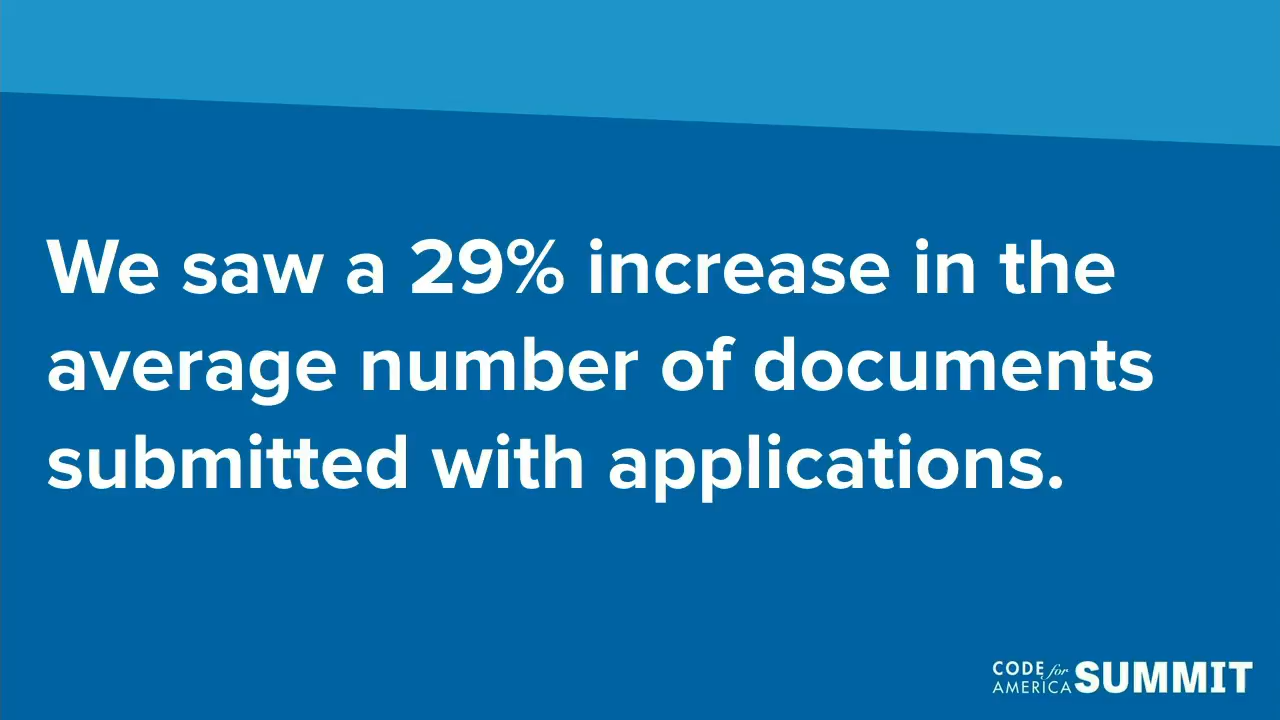 We saw a 29% increase in the
average number of documents
submitted with applications.
CODE for
AMERICA SUMMIT